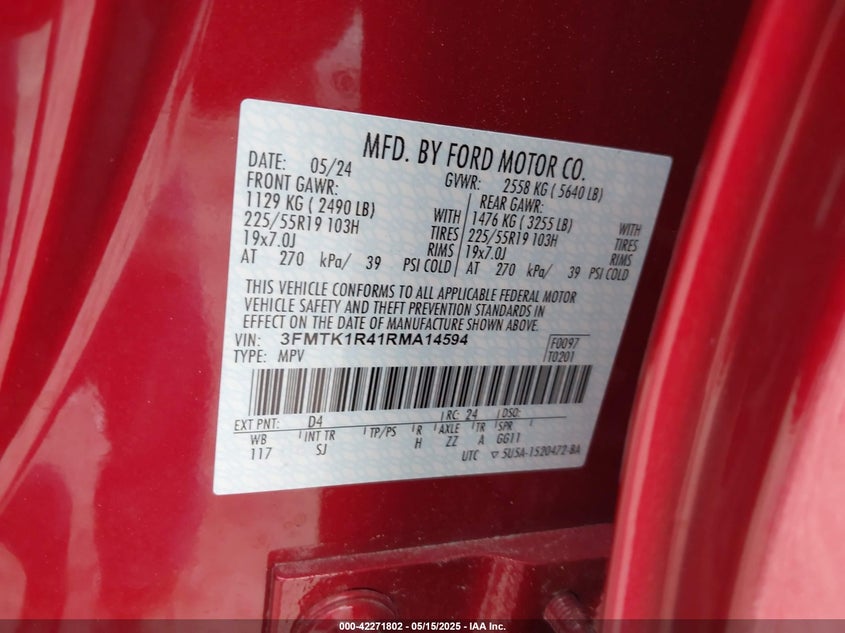 MFD. BY FORD MOTOR CO.
DATE: 05/24 GVWR: 2558 KG ( 5640 LB)
FRONT GAWR: REAR GAWR:
1129 KG ( 2490 LB) WITH 1476 KG ( 3255 LB) WITH
225/55R19 103H TIRES 225/55R19 103H TIRES
19x7.0J RIMS 19x7.0J RIMS
AT 270 kPa/ 39 PSI COLD AT 270 kPa/ 39 PSI COLD
THIS VEHICLE CONFORMS TO ALL APPLICABLE FEDERAL MOTOR
VEHICLE SAFETY AND THEFT PREVENTION STANDARDS IN
EFFECT ON THE DATE OF MANUFACTURE SHOWN ABOVE.
VIN: 3FMTK1R41RMA14594 F0097
TYPE: MPV T0201
EXT PNT: D4 RC: 24 DSO:
WB INT TR TP/PS R AXLE TR SPR
117 SJ H ZZ A GG11
UTC ▽ 5U5A-1520472-BA
000-42271802 - 05/15/2025 - IAA Inc.